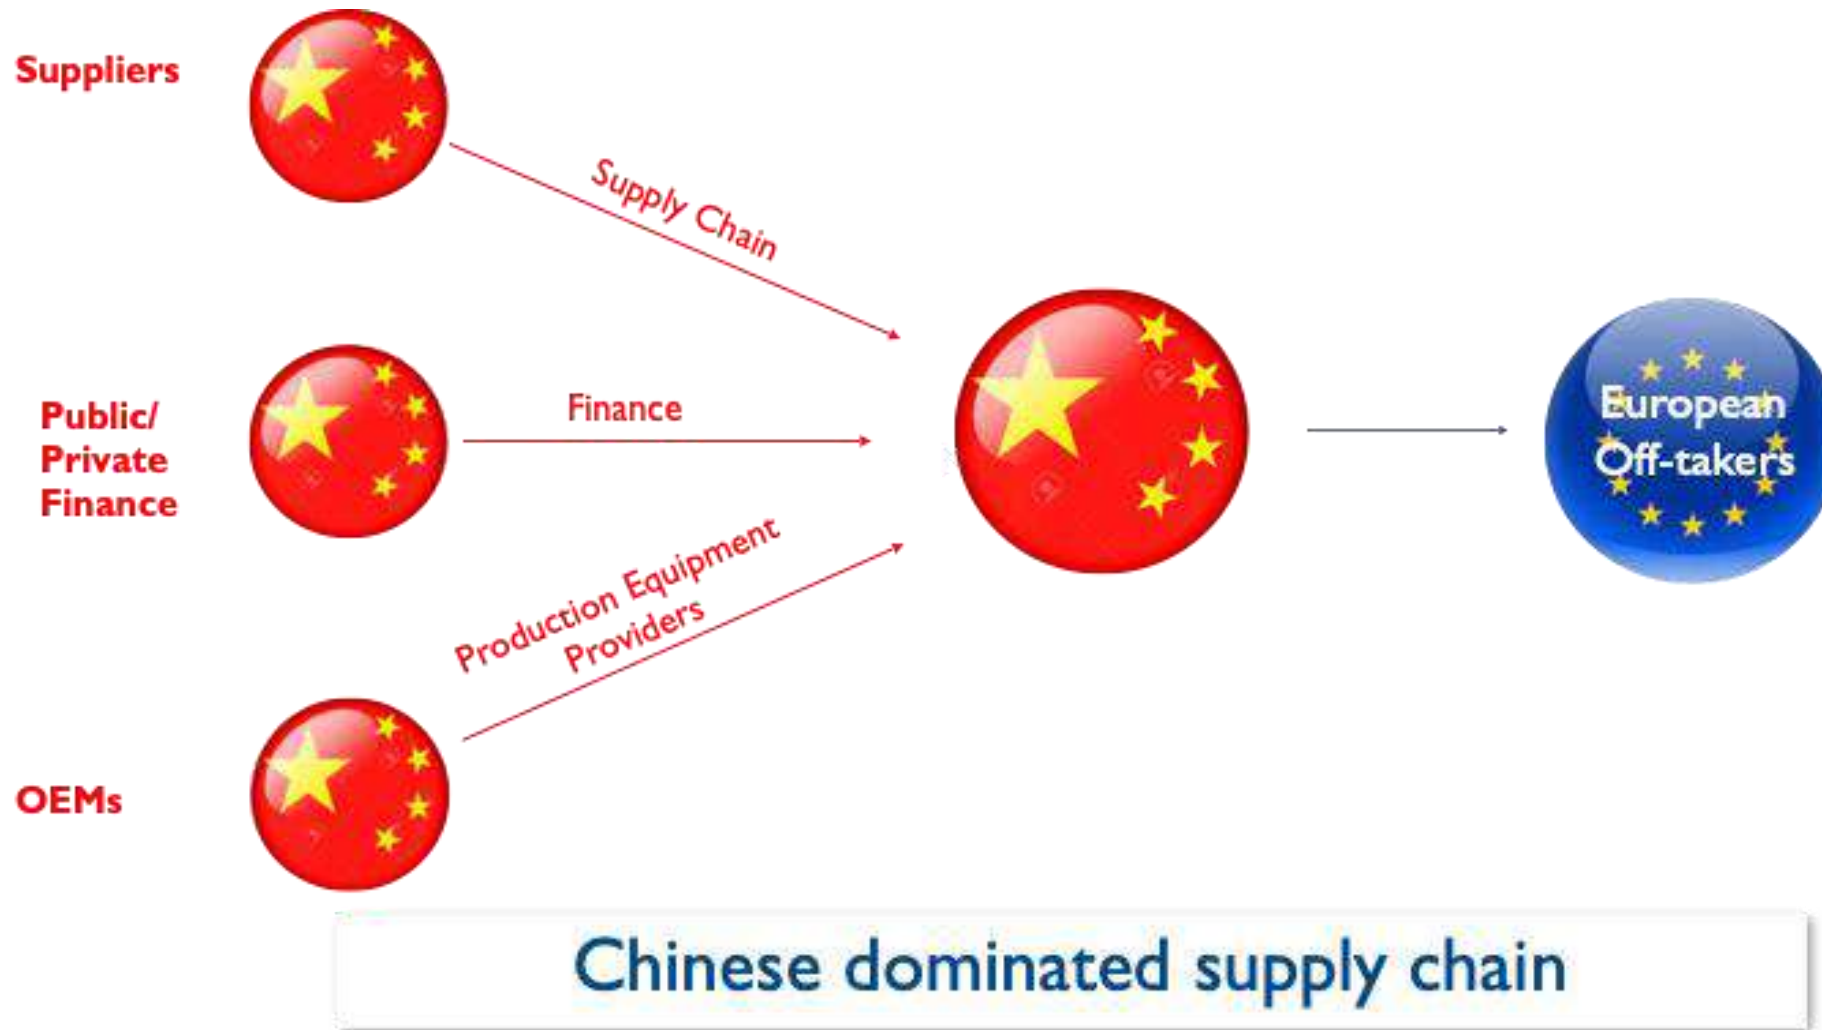 Suppliers
Supply Chain
Public/
Private
Finance
Finance
European
Off-takers
Production Equipment
Providers
OEMs
Chinese dominated supply chain